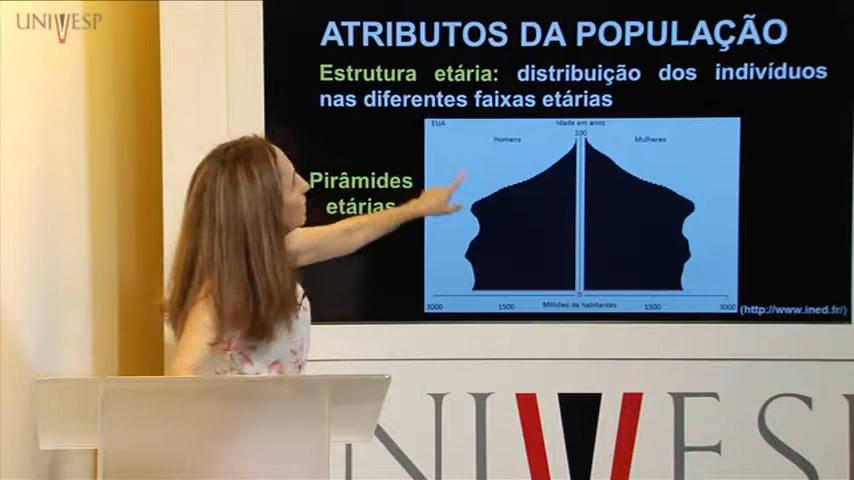 UNIVESP
ATRIBUTOS DA POPULAÇÃO
Estrutura etária: distribuição dos indivíduos
nas diferentes faixas etárias
Pirâmides
etárias
EUA
Idade em anos
100
Homens
Mulheres
0
3000
1500
Milhões de habitantes
1500
3000
(http://www.ined.fr/)
UNIVESP